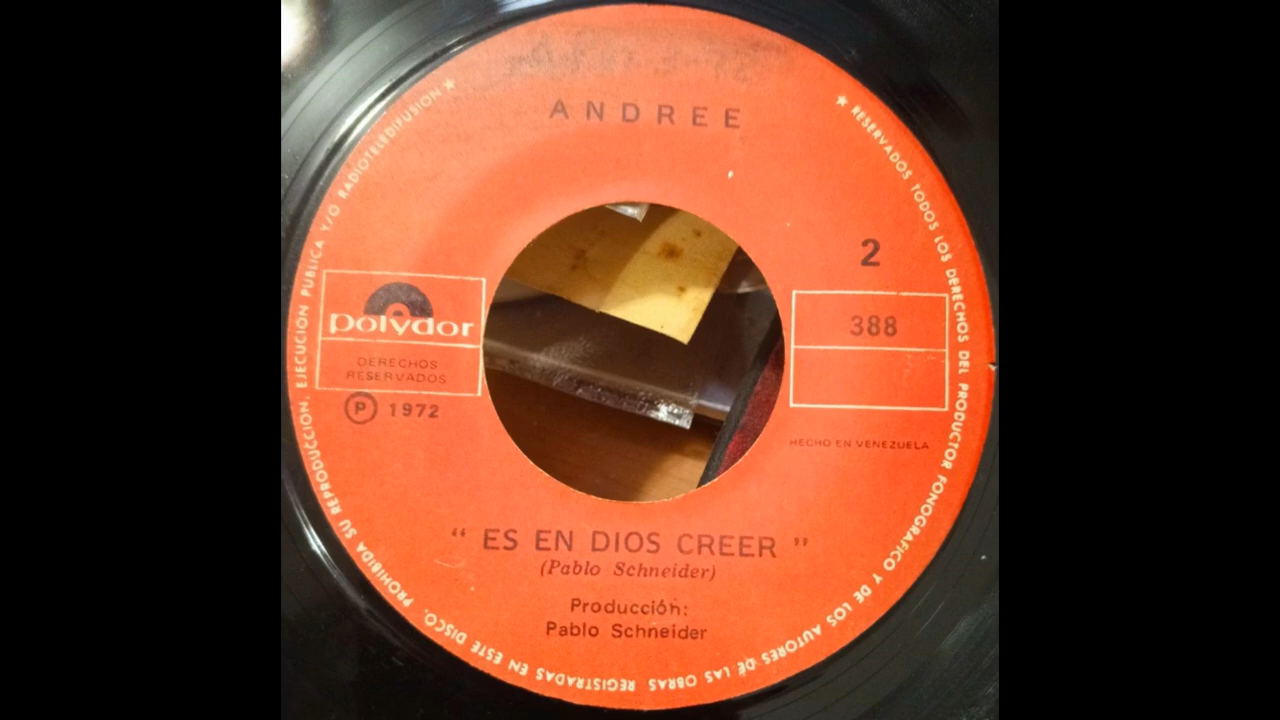 ANDREE
2
388
polydor
DERECHOS
RESERVADOS
Ⓟ 1972
HECHO EN VENEZUELA
“ ES EN DIOS CREER ”
(Pablo Schneider)
Producción:
Pablo Schneider
★ RESERVADOS TODOS LOS DERECHOS DEL PRODUCTOR FONOGRAFICO Y DE LOS AUTORES DE LAS OBRAS REGISTRADAS EN ESTE DISCO, PROHIBIDA SU REPRODUCCION, EJECUCION PUBLICA Y/O RADIOTELEDIFUSION ★